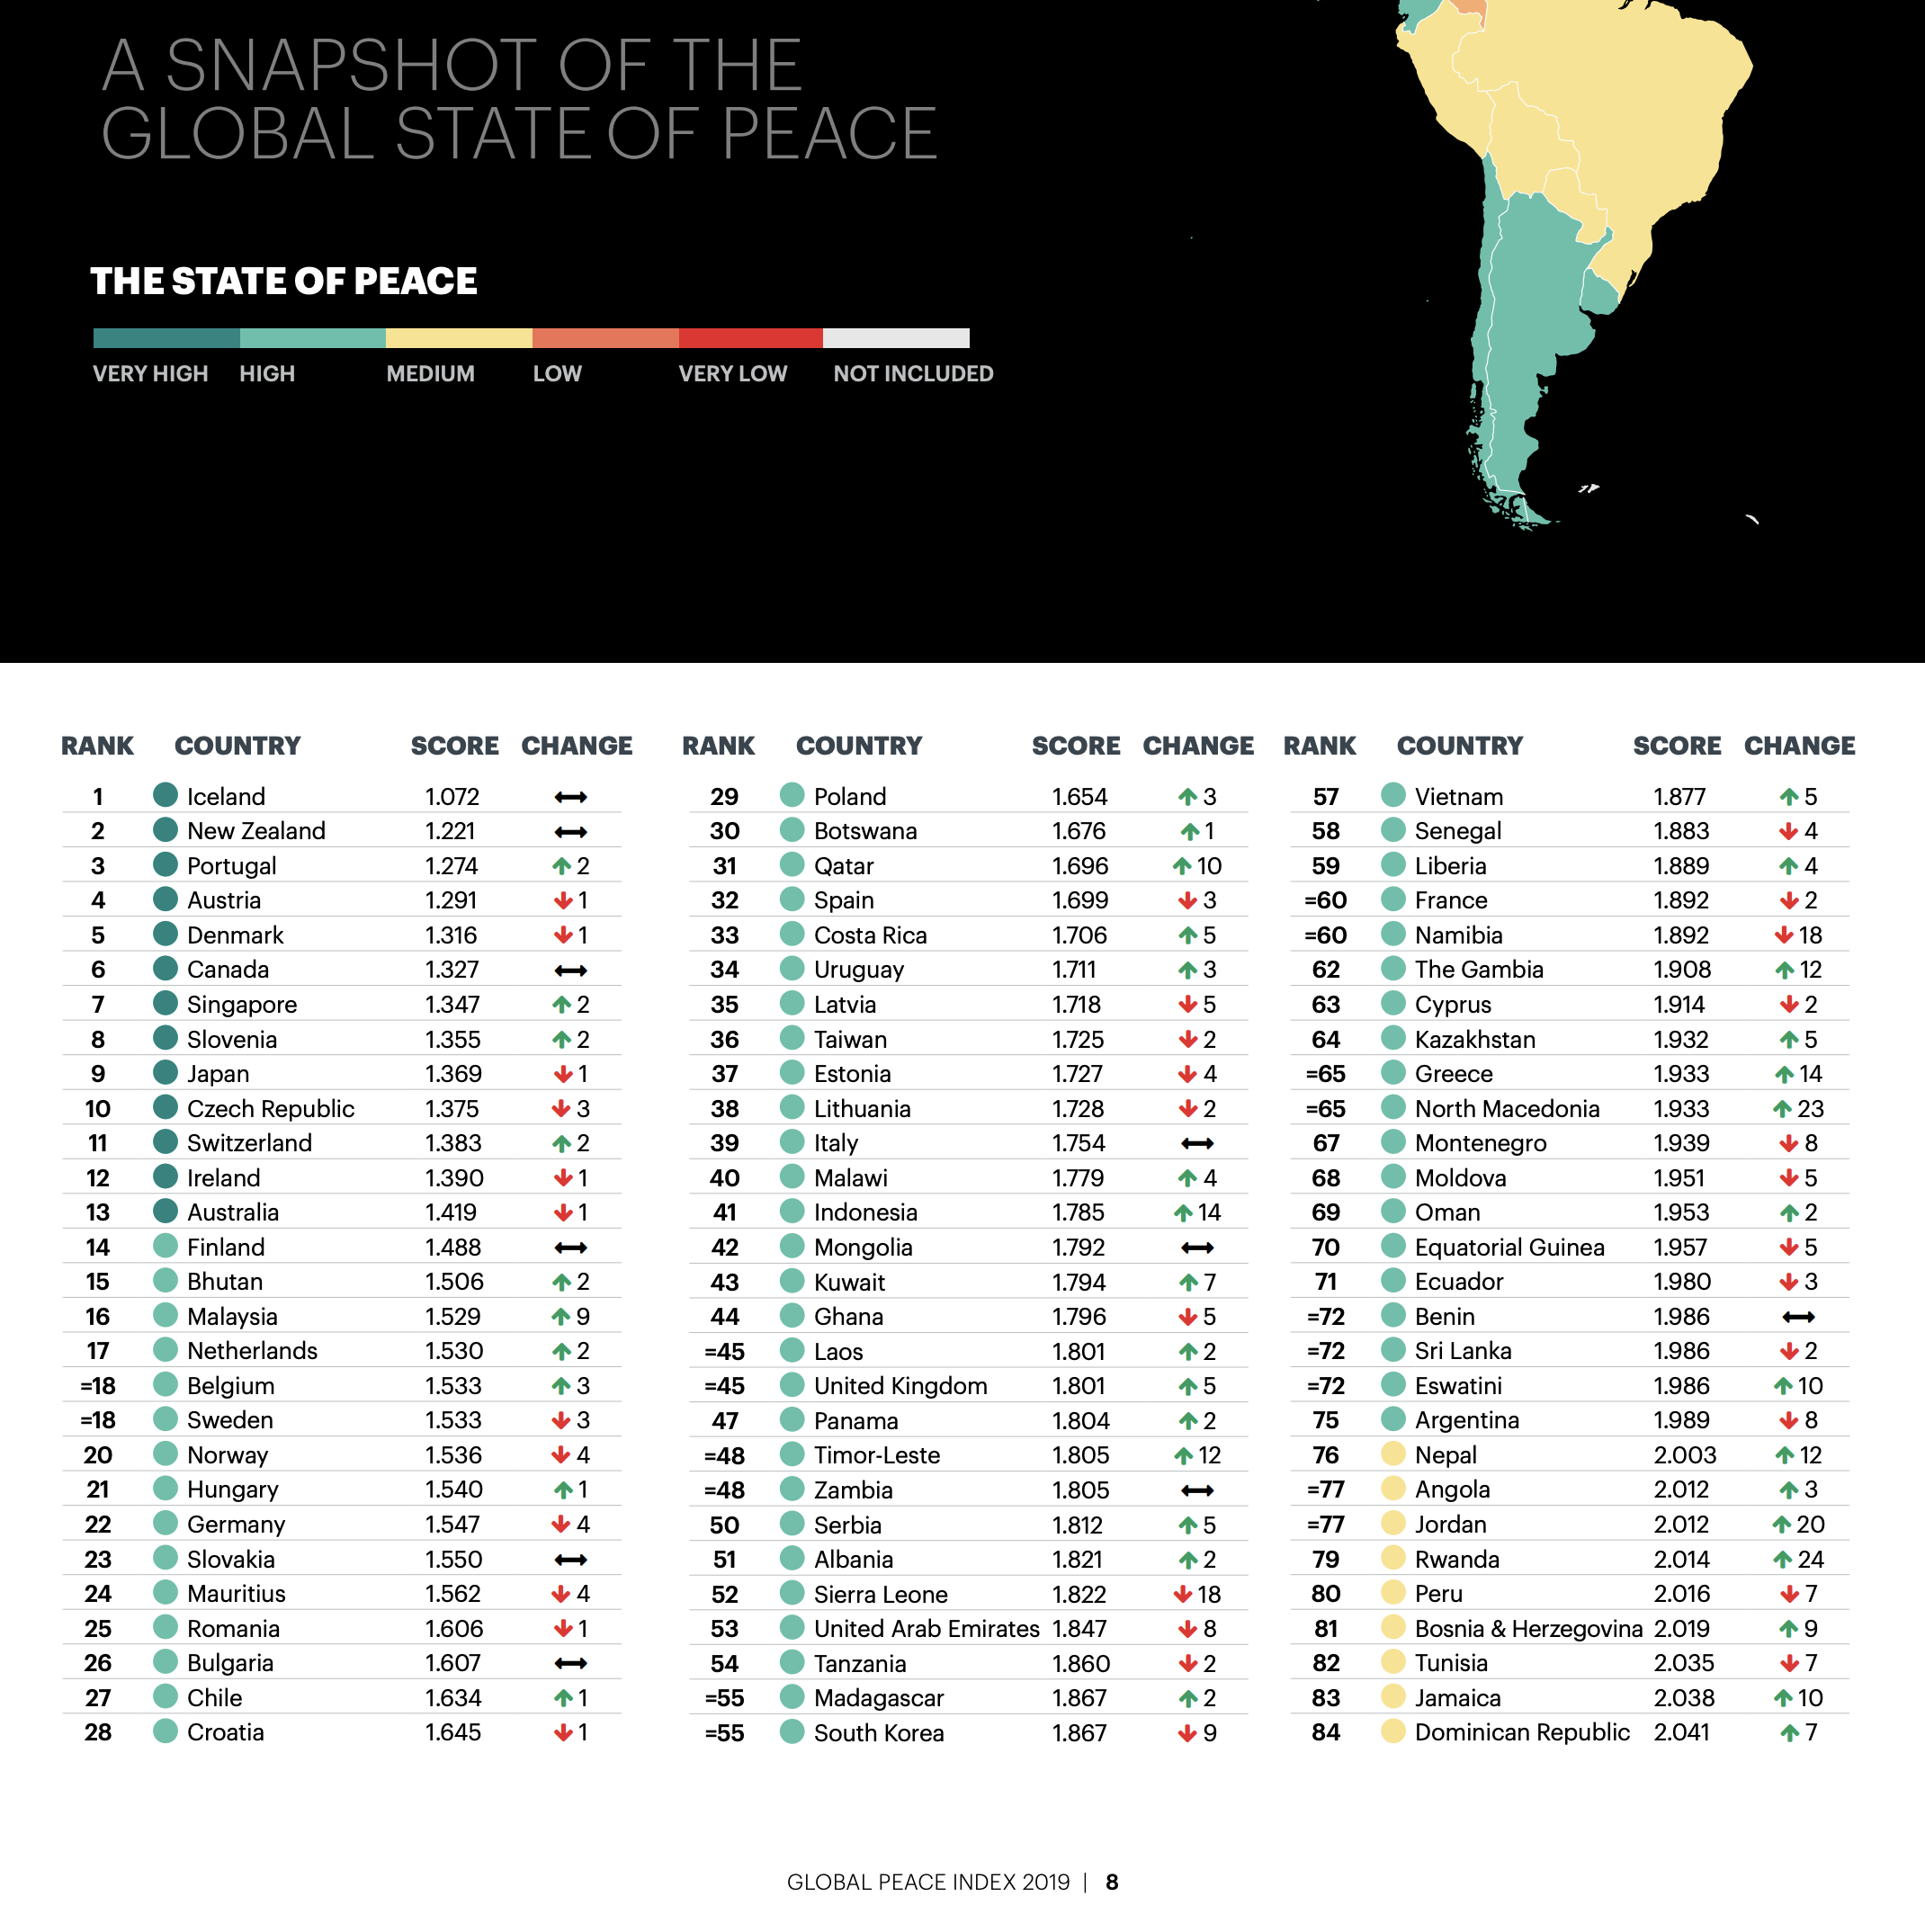 A SNAPSHOT OF THE
GLOBAL STATE OF PEACE
THE STATE OF PEACE
VERY HIGH HIGH MEDIUM LOW VERY LOW NOT INCLUDED
RANK COUNTRY SCORE CHANGE
1 Iceland 1.072 ↔
2 New Zealand 1.221 ↔
3 Portugal 1.274 ↑ 2
4 Austria 1.291 ↓ 1
5 Denmark 1.316 ↓ 1
6 Canada 1.327 ↔
7 Singapore 1.347 ↑ 2
8 Slovenia 1.355 ↑ 2
9 Japan 1.369 ↓ 1
10 Czech Republic 1.375 ↓ 3
11 Switzerland 1.383 ↑ 2
12 Ireland 1.390 ↓ 1
13 Australia 1.419 ↓ 1
14 Finland 1.488 ↔
15 Bhutan 1.506 ↑ 2
16 Malaysia 1.529 ↑ 9
17 Netherlands 1.530 ↑ 2
=18 Belgium 1.533 ↑ 3
=18 Sweden 1.533 ↓ 3
20 Norway 1.536 ↓ 4
21 Hungary 1.540 ↑ 1
22 Germany 1.547 ↓ 4
23 Slovakia 1.550 ↔
24 Mauritius 1.562 ↓ 4
25 Romania 1.606 ↓ 1
26 Bulgaria 1.607 ↔
27 Chile 1.634 ↑ 1
28 Croatia 1.645 ↓ 1
RANK COUNTRY SCORE CHANGE
29 Poland 1.654 ↑ 3
30 Botswana 1.676 ↑ 1
31 Qatar 1.696 ↑ 10
32 Spain 1.699 ↓ 3
33 Costa Rica 1.706 ↑ 5
34 Uruguay 1.711 ↑ 3
35 Latvia 1.718 ↓ 5
36 Taiwan 1.725 ↓ 2
37 Estonia 1.727 ↓ 4
38 Lithuania 1.728 ↓ 2
39 Italy 1.754 ↔
40 Malawi 1.779 ↑ 4
41 Indonesia 1.785 ↑ 14
42 Mongolia 1.792 ↔
43 Kuwait 1.794 ↑ 7
44 Ghana 1.796 ↓ 5
=45 Laos 1.801 ↑ 2
=45 United Kingdom 1.801 ↑ 5
47 Panama 1.804 ↑ 2
=48 Timor-Leste 1.805 ↑ 12
=48 Zambia 1.805 ↔
50 Serbia 1.812 ↑ 5
51 Albania 1.821 ↑ 2
52 Sierra Leone 1.822 ↓ 18
53 United Arab Emirates 1.847 ↓ 8
54 Tanzania 1.860 ↓ 2
=55 Madagascar 1.867 ↑ 2
=55 South Korea 1.867 ↓ 9
RANK COUNTRY SCORE CHANGE
57 Vietnam 1.877 ↑ 5
58 Senegal 1.883 ↓ 4
59 Liberia 1.889 ↑ 4
=60 France 1.892 ↓ 2
=60 Namibia 1.892 ↓ 18
62 The Gambia 1.908 ↑ 12
63 Cyprus 1.914 ↓ 2
64 Kazakhstan 1.932 ↑ 5
=65 Greece 1.933 ↑ 14
=65 North Macedonia 1.933 ↑ 23
67 Montenegro 1.939 ↓ 8
68 Moldova 1.951 ↓ 5
69 Oman 1.953 ↑ 2
70 Equatorial Guinea 1.957 ↓ 5
71 Ecuador 1.980 ↓ 3
=72 Benin 1.986 ↔
=72 Sri Lanka 1.986 ↓ 2
=72 Eswatini 1.986 ↑ 10
75 Argentina 1.989 ↓ 8
76 Nepal 2.003 ↑ 12
=77 Angola 2.012 ↑ 3
=77 Jordan 2.012 ↑ 20
79 Rwanda 2.014 ↑ 24
80 Peru 2.016 ↓ 7
81 Bosnia & Herzegovina 2.019 ↑ 9
82 Tunisia 2.035 ↓ 7
83 Jamaica 2.038 ↑ 10
84 Dominican Republic 2.041 ↑ 7
GLOBAL PEACE INDEX 2019 | 8